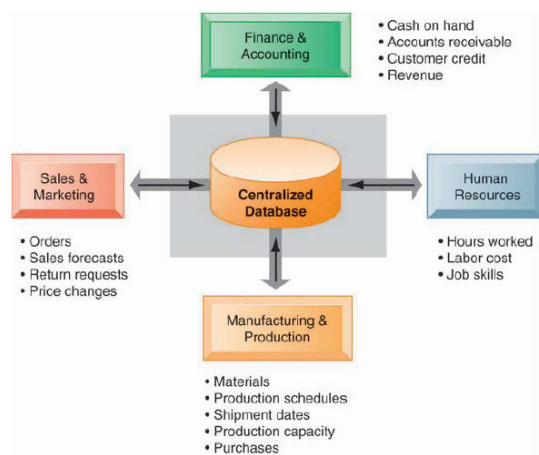 Finance &
Accounting
• Cash on hand
• Accounts receivable
• Customer credit
• Revenue
Sales &
Marketing
• Orders
• Sales forecasts
• Return requests
• Price changes
Centralized
Database
Human
Resources
• Hours worked
• Labor cost
• Job skills
Manufacturing &
Production
• Materials
• Production schedules
• Shipment dates
• Production capacity
• Purchases